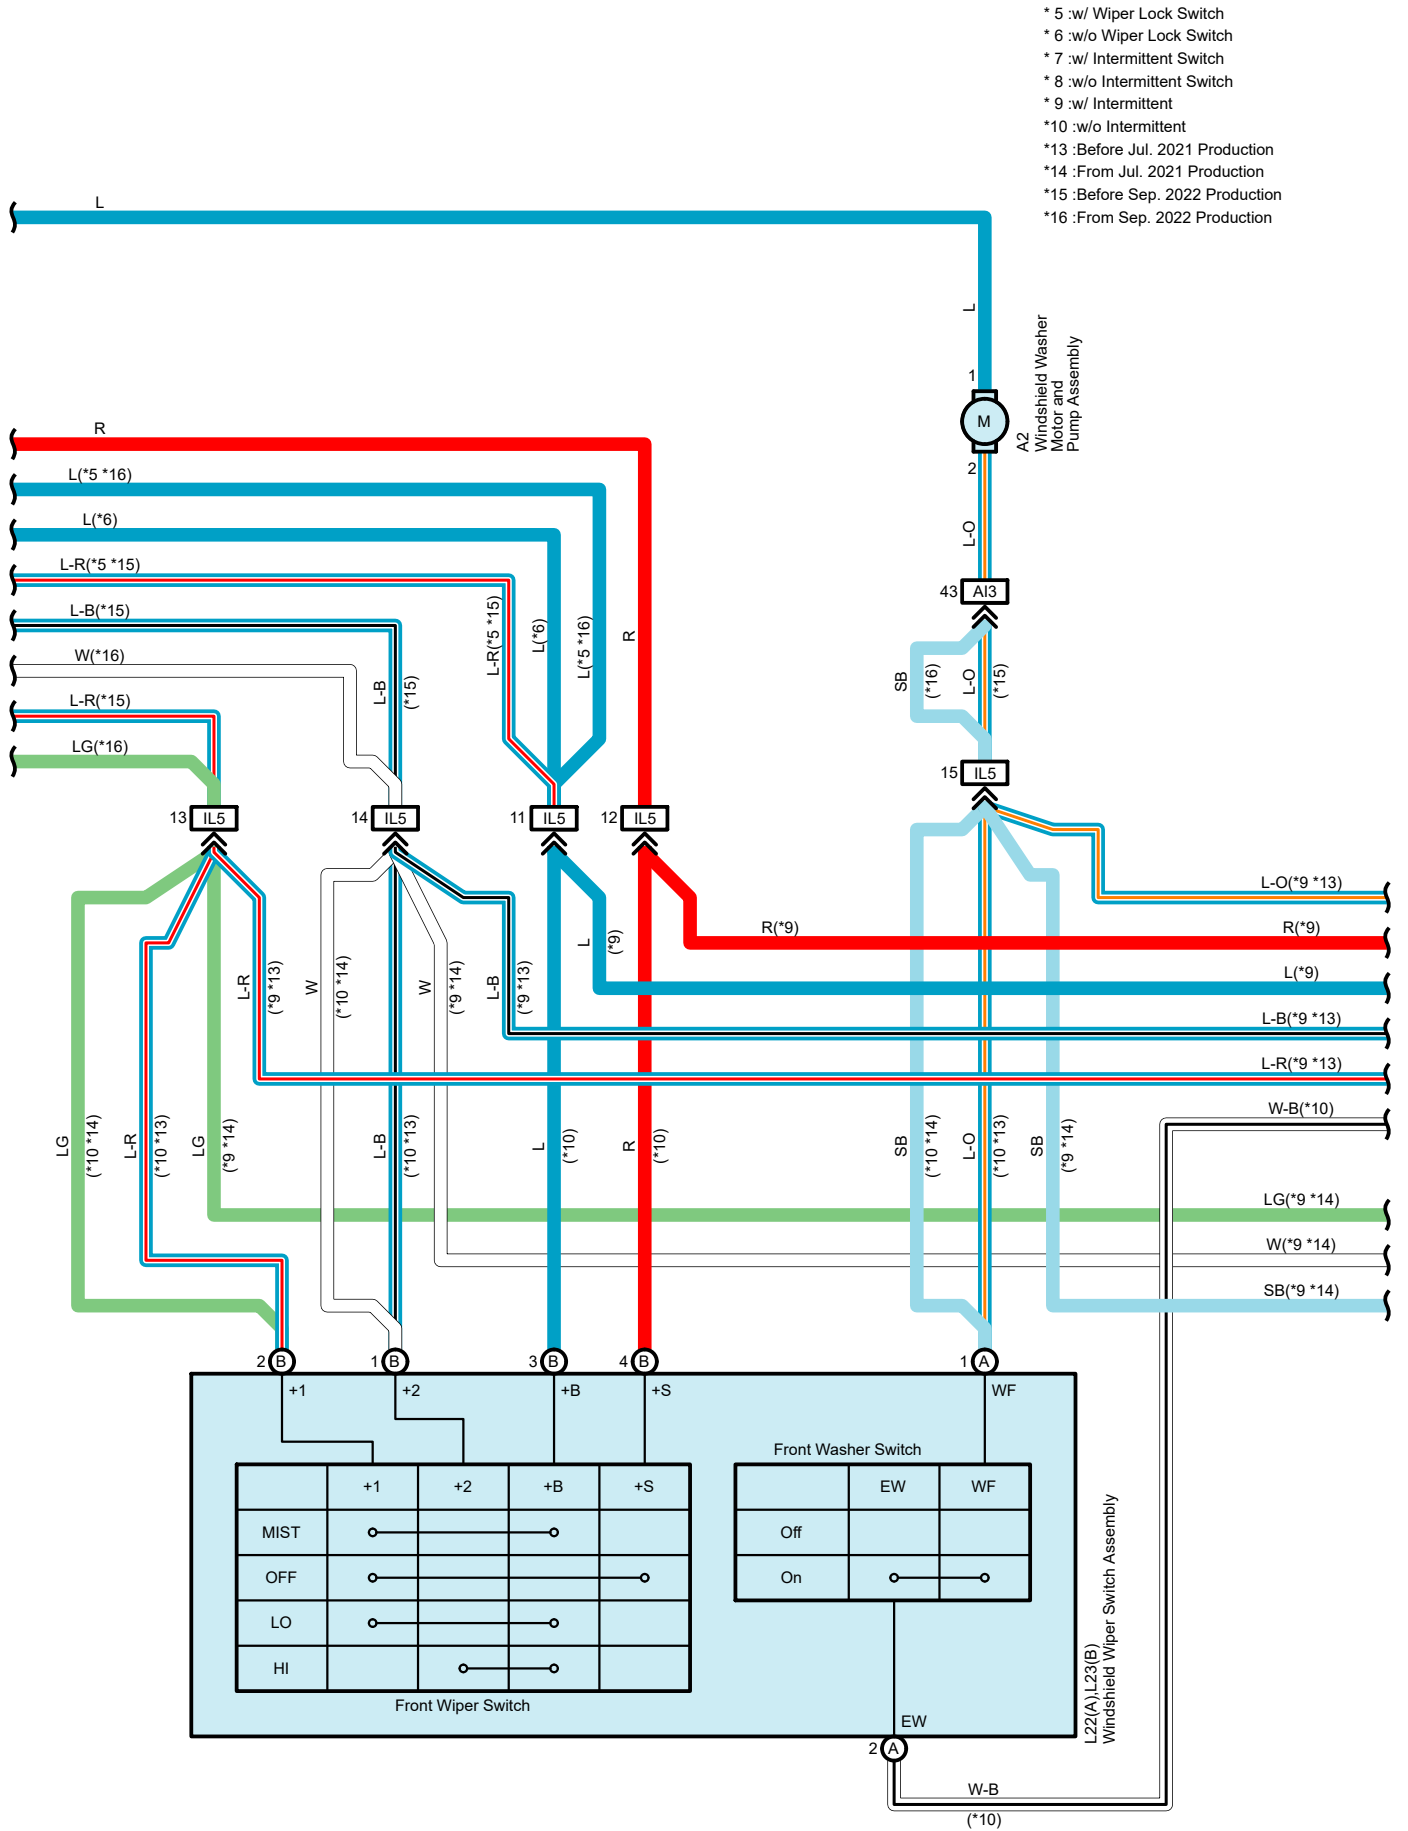 * 5 :w/ Wiper Lock Switch
* 6 :w/o Wiper Lock Switch
* 7 :w/ Intermittent Switch
* 8 :w/o Intermittent Switch
* 9 :w/ Intermittent
*10 :w/o Intermittent
*13 :Before Jul. 2021 Production
*14 :From Jul. 2021 Production
*15 :Before Sep. 2022 Production
*16 :From Sep. 2022 Production
L
L
1
M
2
A2
Windshield Washer
Motor and
Pump Assembly
R
L(*5 *16)
L(*6)
L-R(*5 *15)
L-B(*15)
W(*16)
L-R(*15)
LG(*16)
L-B
(*15)
L-R(*5 *15)
L(*6)
L(*5 *16)
R
L-O
43 AI3
SB
(*16)
L-O
(*15)
15 IL5
13 IL5
14 IL5
11 IL5
12 IL5
L-O(*9 *13)
R(*9)
R(*9)
L
(*9)
L(*9)
L-R
(*9 *13)
W
(*10 *14)
W
(*9 *14)
L-B
(*9 *13)
L-B(*9 *13)
L-R(*9 *13)
W-B(*10)
LG
(*10 *14)
L-R
(*10 *13)
LG
(*9 *14)
L-B
(*10 *13)
L
(*10)
R
(*10)
SB
(*10 *14)
L-O
(*10 *13)
SB
(*9 *14)
LG(*9 *14)
W(*9 *14)
SB(*9 *14)
2 B
1 B
3 B
4 B
1 A
+1
+2
+B
+S
WF
Front Washer Switch
+1 +2 +B +S
MIST
OFF
LO
HI
Front Wiper Switch
EW WF
Off
On
EW
2 A
L22(A),L23(B)
Windshield Wiper Switch Assembly
W-B
(*10)